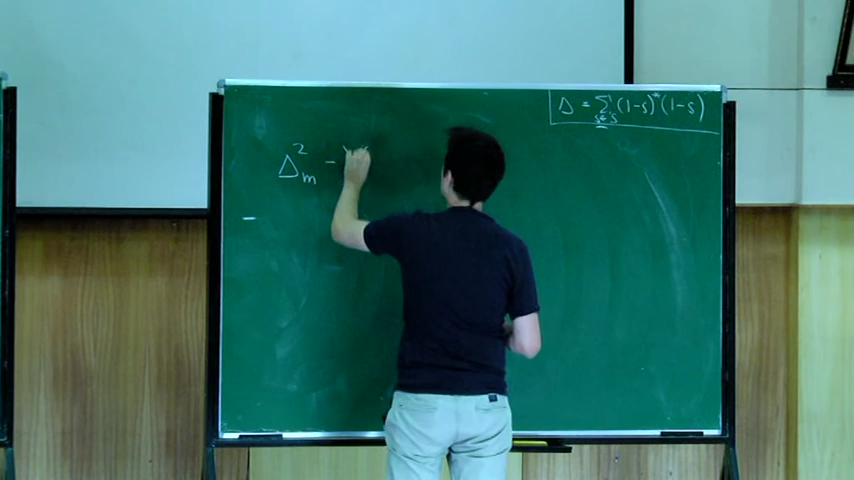 Δ = ∑ (1-s)* (1-s)
s∈S
Δ²ₘ -